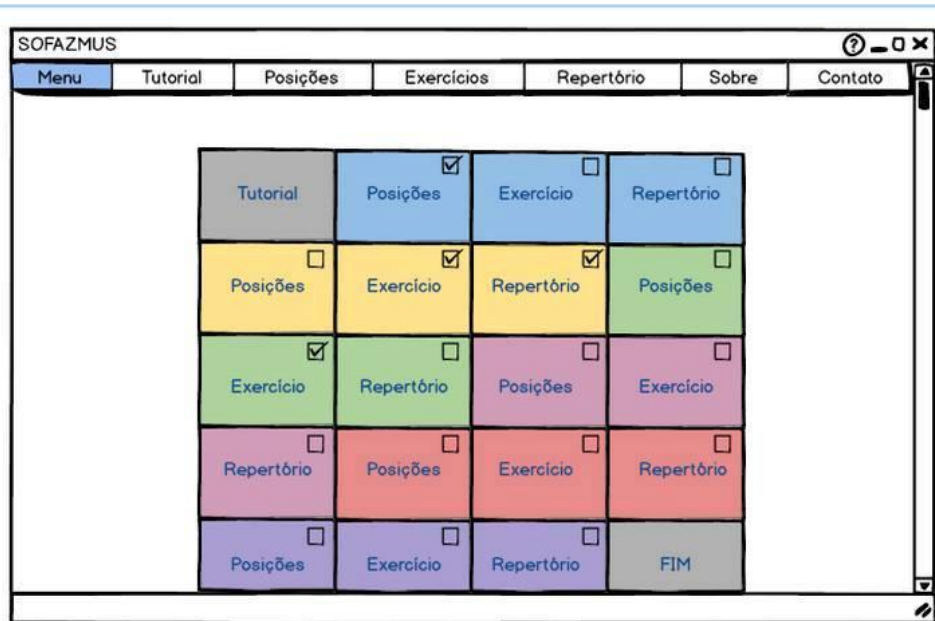 SOFAZMUS
Menu Tutorial Posições Exercícios Repertório Sobre Contato
Tutorial Posições Exercício Repertório
Posições Exercício Repertório Posições
Exercício Repertório Posições Exercício
Repertório Posições Exercício Repertório
Posições Exercício Repertório FIM